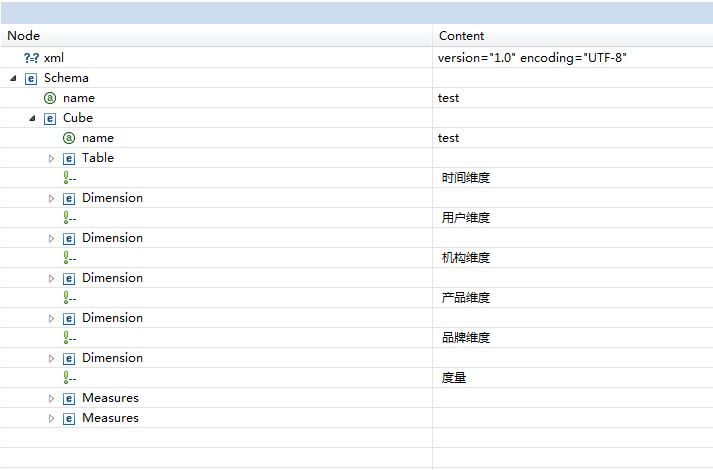 Node Content
?-? xml version="1.0" encoding="UTF-8"
e Schema
a name test
e Cube
a name test
e Table
!-- 时间维度
e Dimension
!-- 用户维度
e Dimension
!-- 机构维度
e Dimension
!-- 产品维度
e Dimension
!-- 品牌维度
e Dimension
!-- 度量
e Measures
e Measures